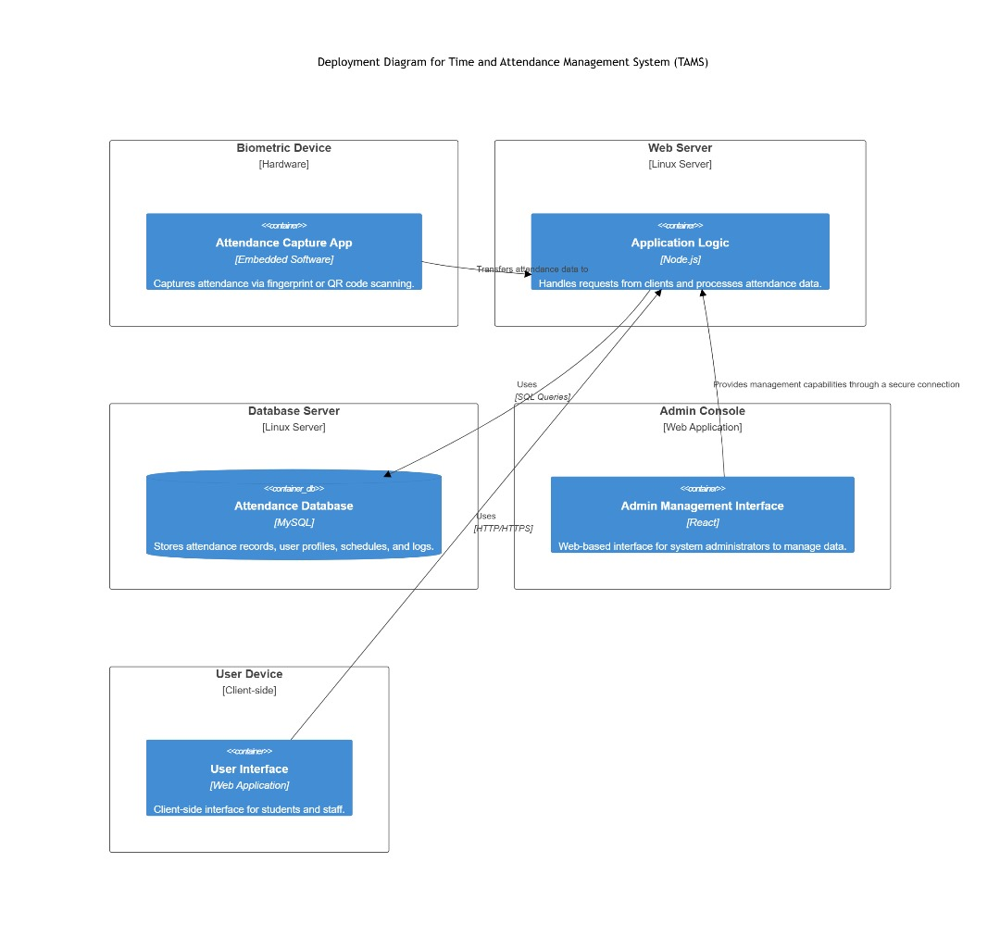 Deployment Diagram for Time and Attendance Management System (TAMS)
Biometric Device
[Hardware]
<<container>>
Attendance Capture App
[Embedded Software]
Captures attendance via fingerprint or QR code scanning.
Web Server
[Linux Server]
<<container>>
Application Logic
[Node.js]
Handles requests from clients and processes attendance data.
Transfers attendance data to
Uses
[SQL Queries]
Provides management capabilities through a secure connection
Database Server
[Linux Server]
<<container_db>>
Attendance Database
[MySQL]
Stores attendance records, user profiles, schedules, and logs.
Uses
[HTTP/HTTPS]
Admin Console
[Web Application]
<<container>>
Admin Management Interface
[React]
Web-based interface for system administrators to manage data.
User Device
[Client-side]
<<container>>
User Interface
[Web Application]
Client-side interface for students and staff.